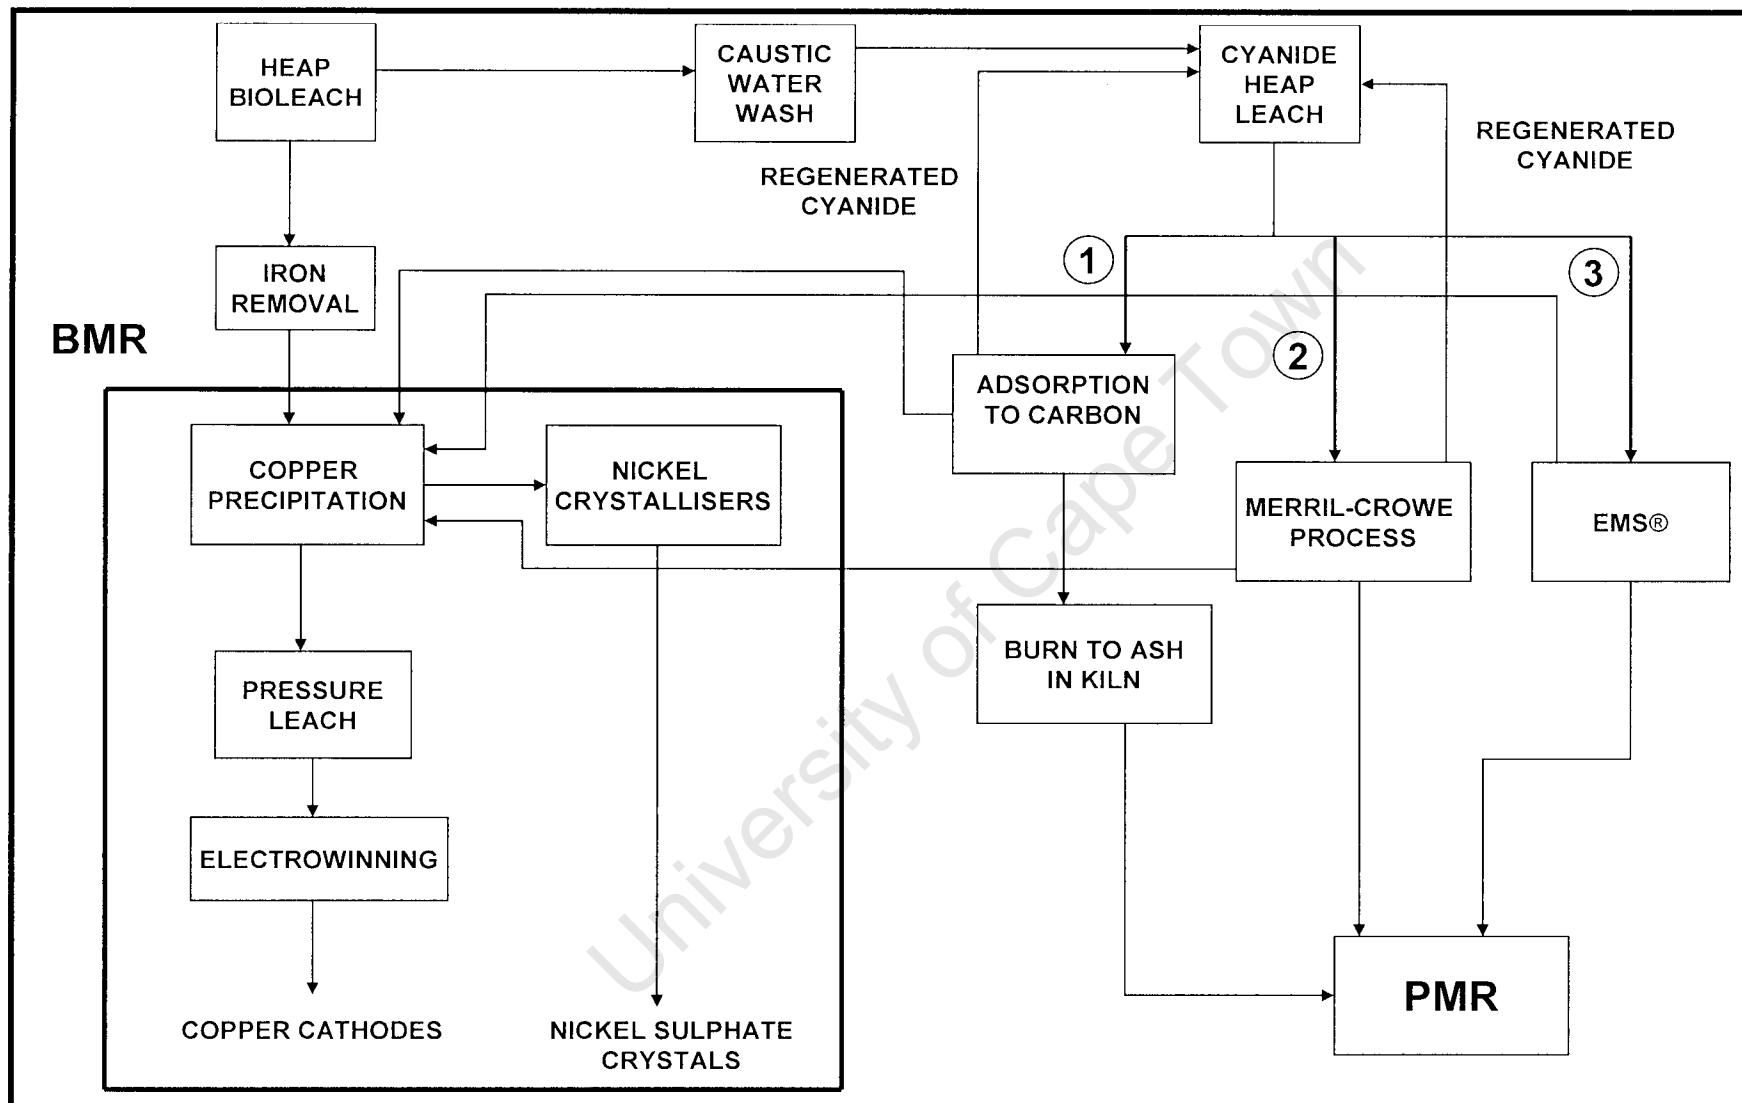 HEAP
BIOLEACH
CAUSTIC
WATER
WASH
CYANIDE
HEAP
LEACH
REGENERATED
CYANIDE
REGENERATED
CYANIDE
IRON
REMOVAL
1
2
3
BMR
ADSORPTION
TO CARBON
COPPER
PRECIPITATION
NICKEL
CRYSTALLISERS
MERRIL-CROWE
PROCESS
EMS®
BURN TO ASH
IN KILN
PRESSURE
LEACH
ELECTROWINNING
PMR
COPPER CATHODES
NICKEL SULPHATE
CRYSTALS
University of Cape Town